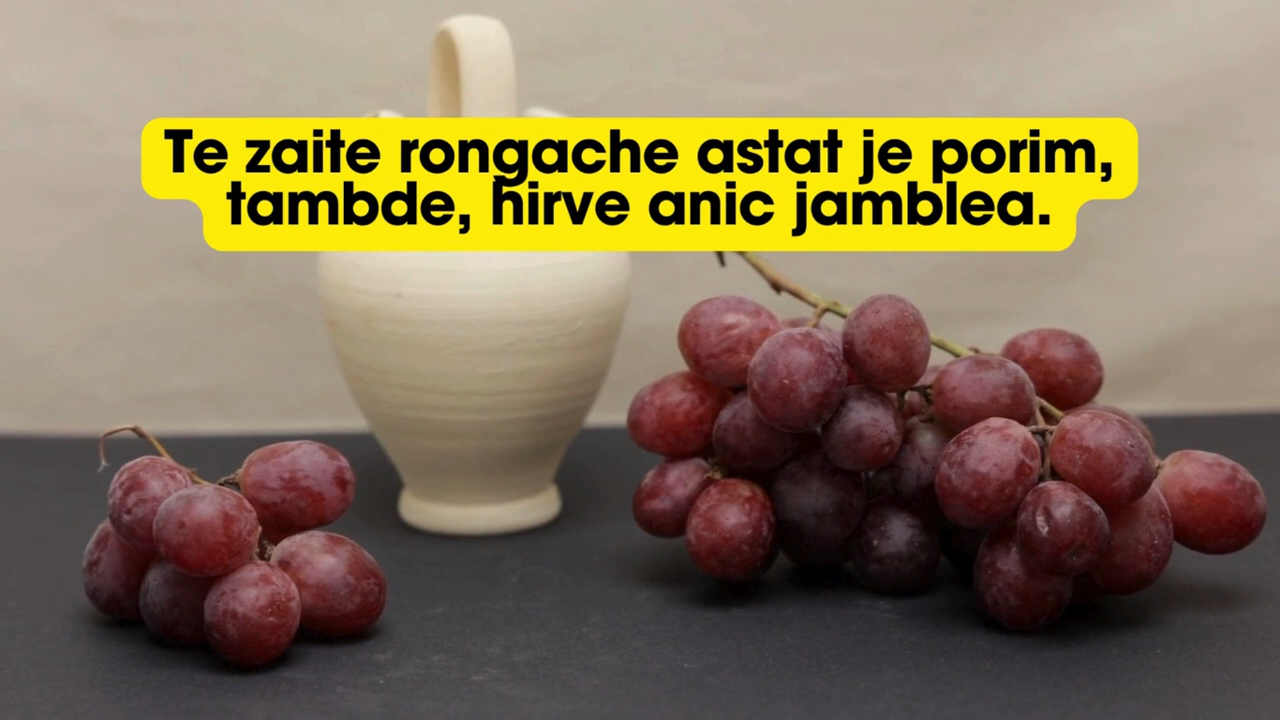 Te zaite rongache astat je porim,
tambde, hirve anic jamblea.